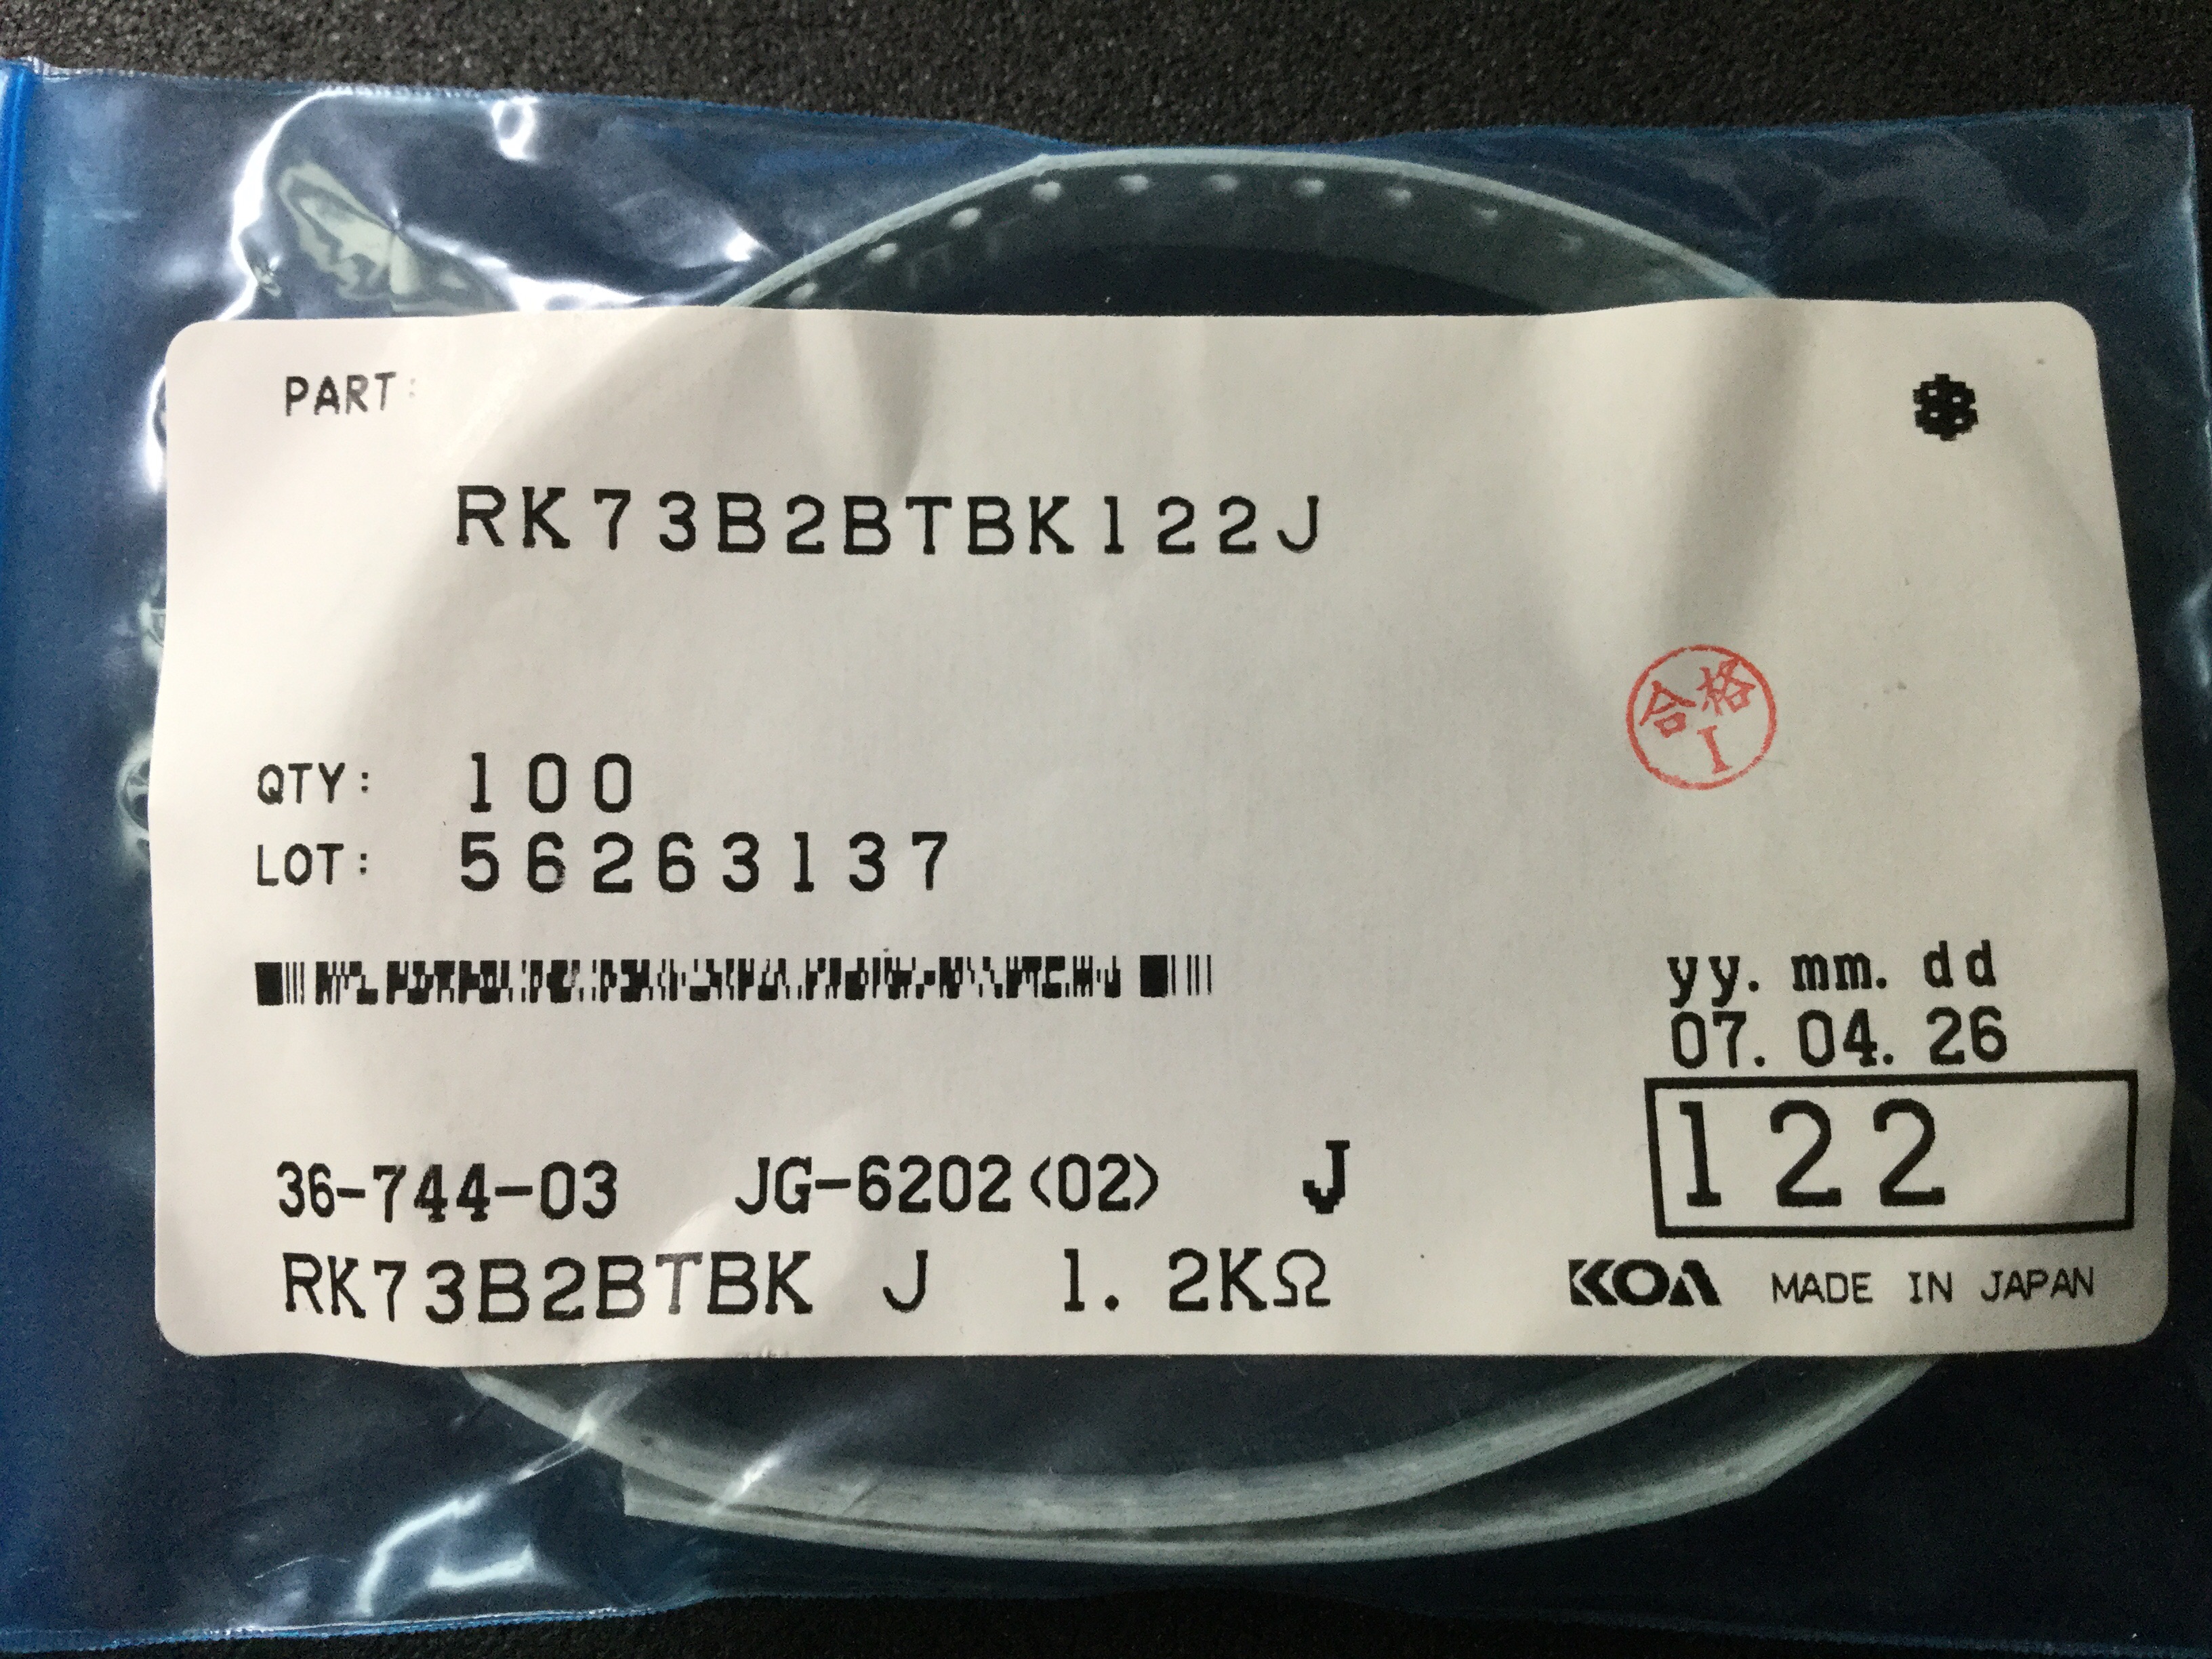 PART:
RK73B2BTBK122J
合格
I
QTY: 100
LOT: 56263137
yy. mm. dd
07. 04. 26
122
36-744-03 JG-6202(02) J
RK73B2BTBK J 1. 2KΩ
KOA MADE IN JAPAN